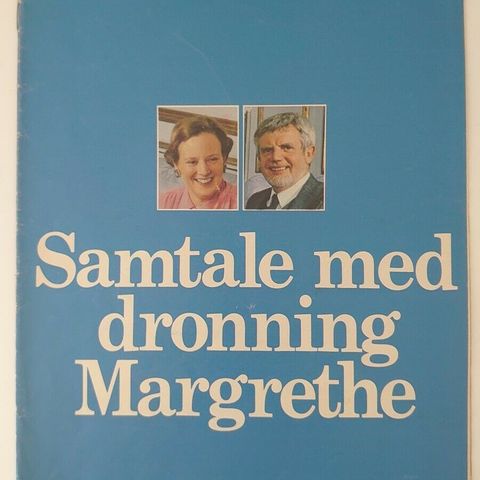 Samtale med
dronning
Margrethe